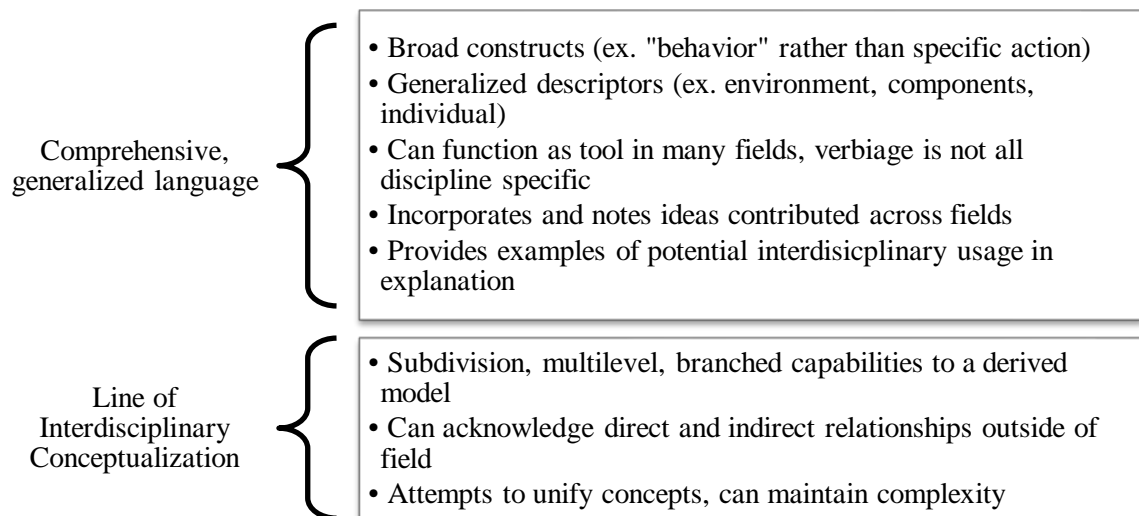 Comprehensive,
generalized language
• Broad constructs (ex. "behavior" rather than specific action)
• Generalized descriptors (ex. environment, components,
individual)
• Can function as tool in many fields, verbiage is not all
discipline specific
• Incorporates and notes ideas contributed across fields
• Provides examples of potential interdisicplinary usage in
explanation
Line of
Interdisciplinary
Conceptualization
• Subdivision, multilevel, branched capabilities to a derived
model
• Can acknowledge direct and indirect relationships outside of
field
• Attempts to unify concepts, can maintain complexity